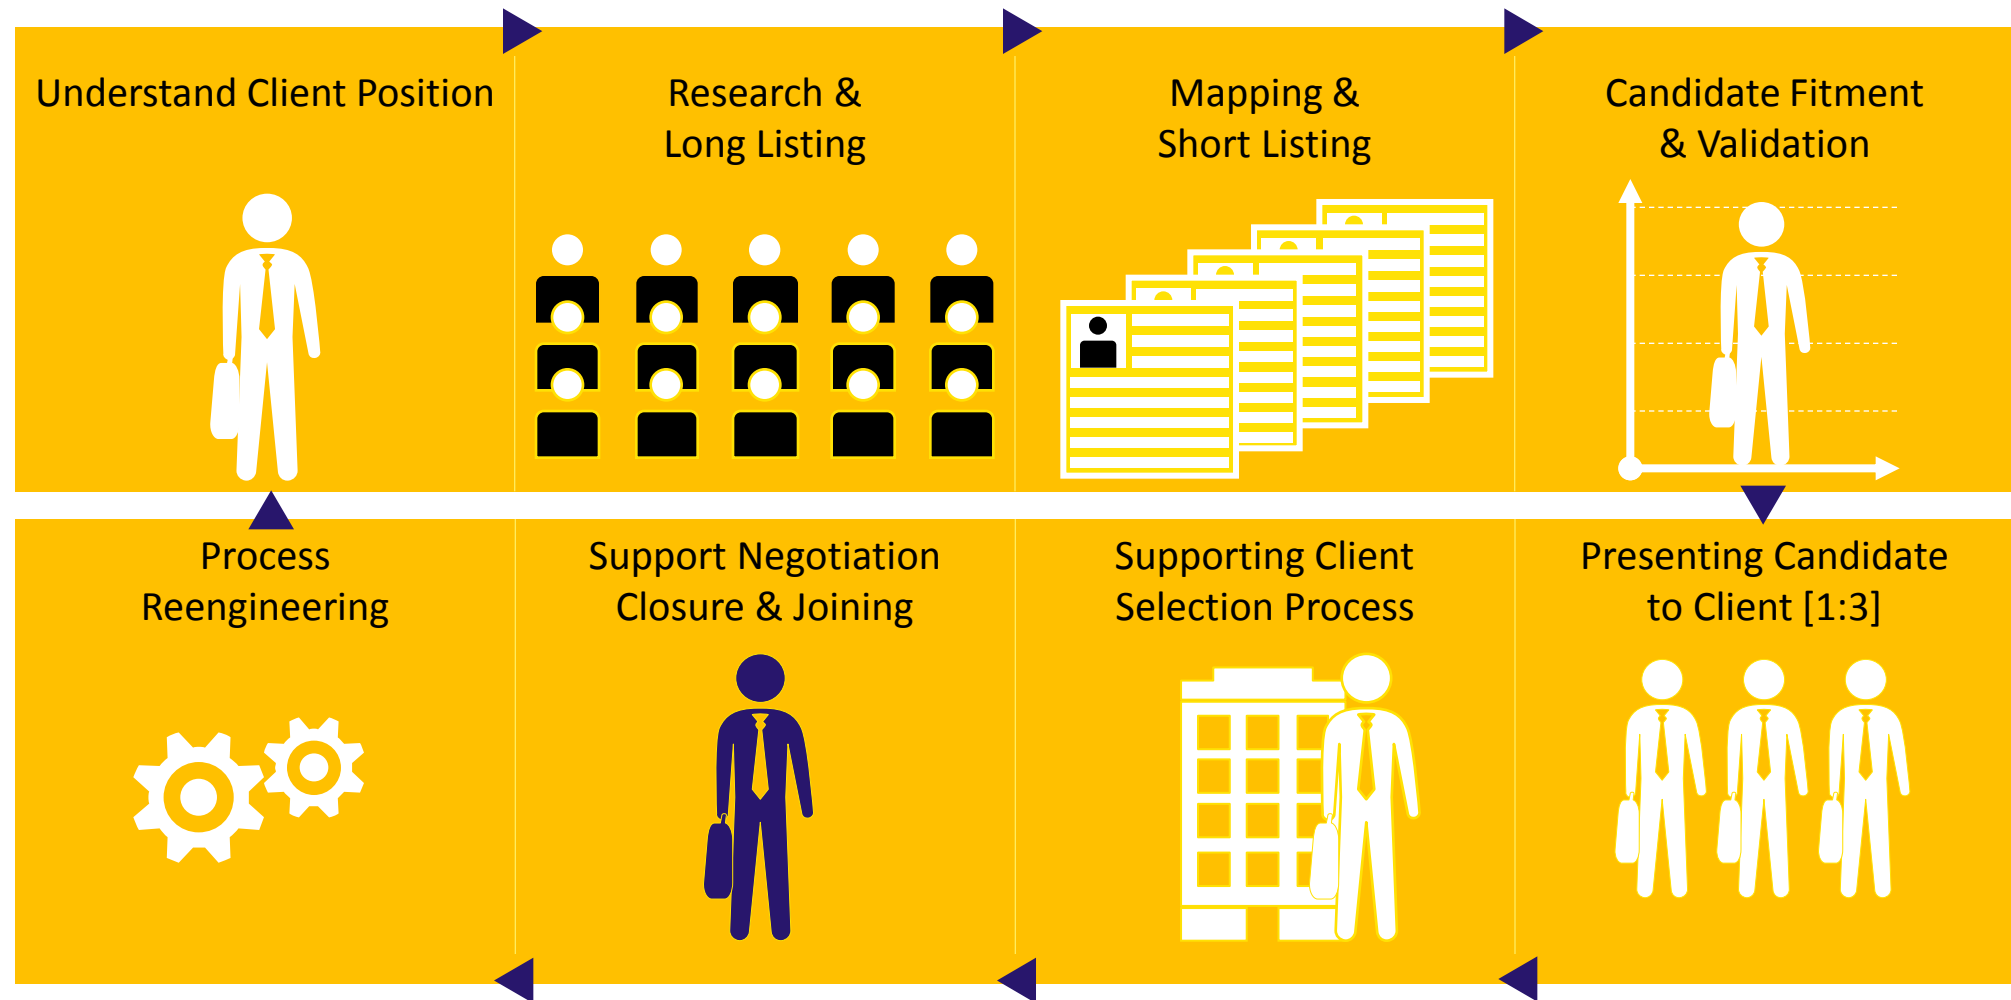 Understand Client Position
Research &
Long Listing
Mapping &
Short Listing
Candidate Fitment
& Validation
Process
Reengineering
Support Negotiation
Closure & Joining
Supporting Client
Selection Process
Presenting Candidate
to Client [1:3]